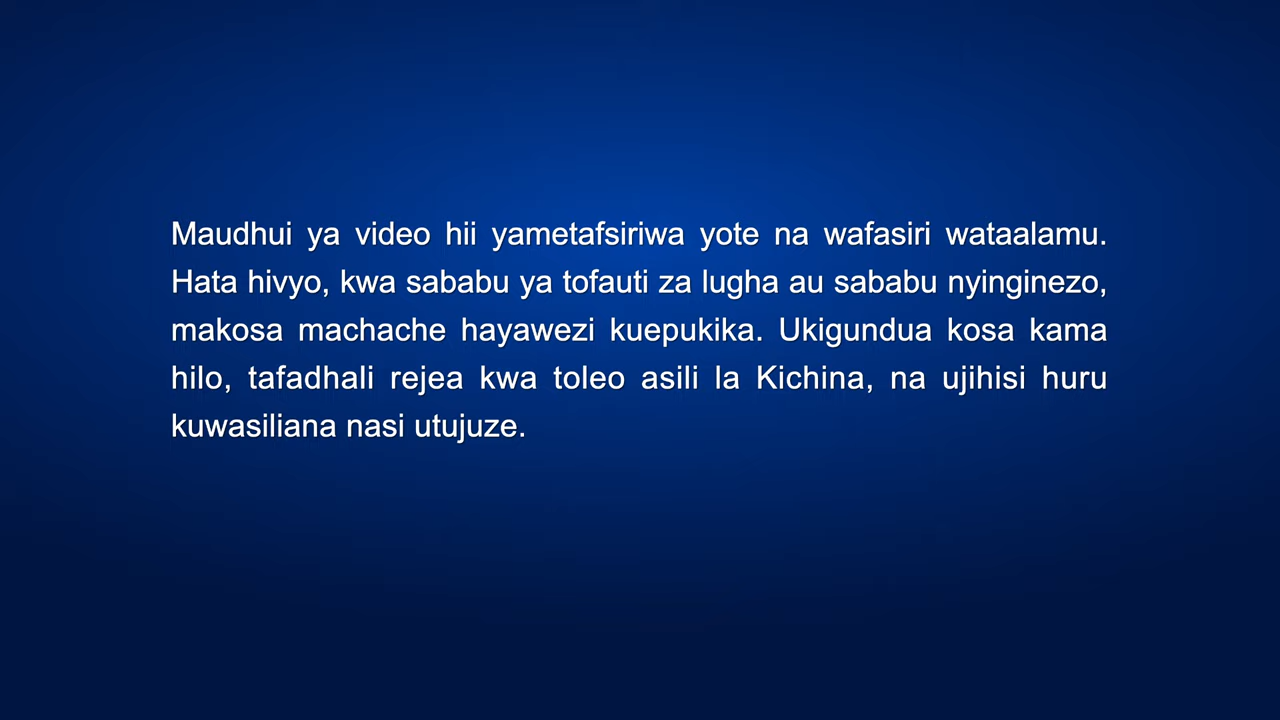 Maudhui ya video hii yametafsiriwa yote na wafasiri wataalamu.
Hata hivyo, kwa sababu ya tofauti za lugha au sababu nyinginezo,
makosa machache hayawezi kuepukika. Ukigundua kosa kama
hilo, tafadhali rejea kwa toleo asili la Kichina, na ujihisi huru
kuwasiliana nasi utujuze.